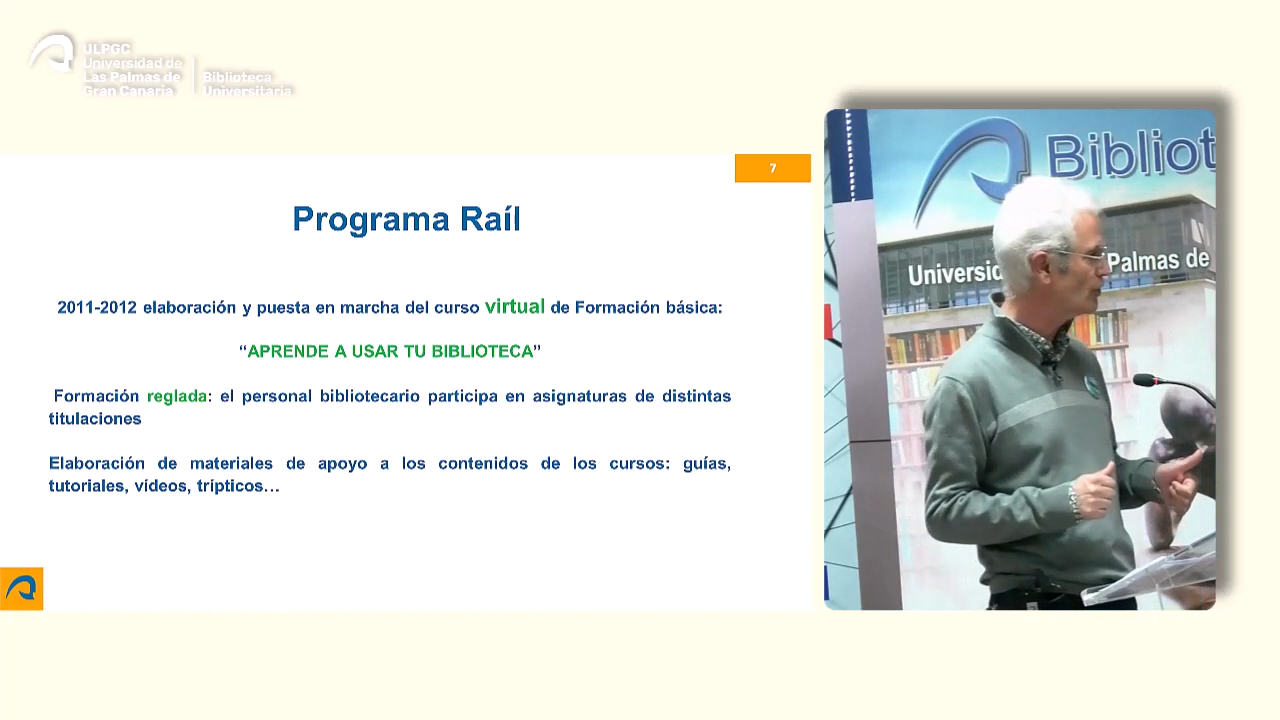 ULPGC
Universidad de
Las Palmas de
Gran Canaria
Biblioteca
Universitaria
7
Programa Raíl
2011-2012 elaboración y puesta en marcha del curso virtual de Formación básica:
“APRENDE A USAR TU BIBLIOTECA”
Formación reglada: el personal bibliotecario participa en asignaturas de distintas
titulaciones
Elaboración de materiales de apoyo a los contenidos de los cursos: guías,
tutoriales, vídeos, trípticos…
Bibliot
Universid Palmas de